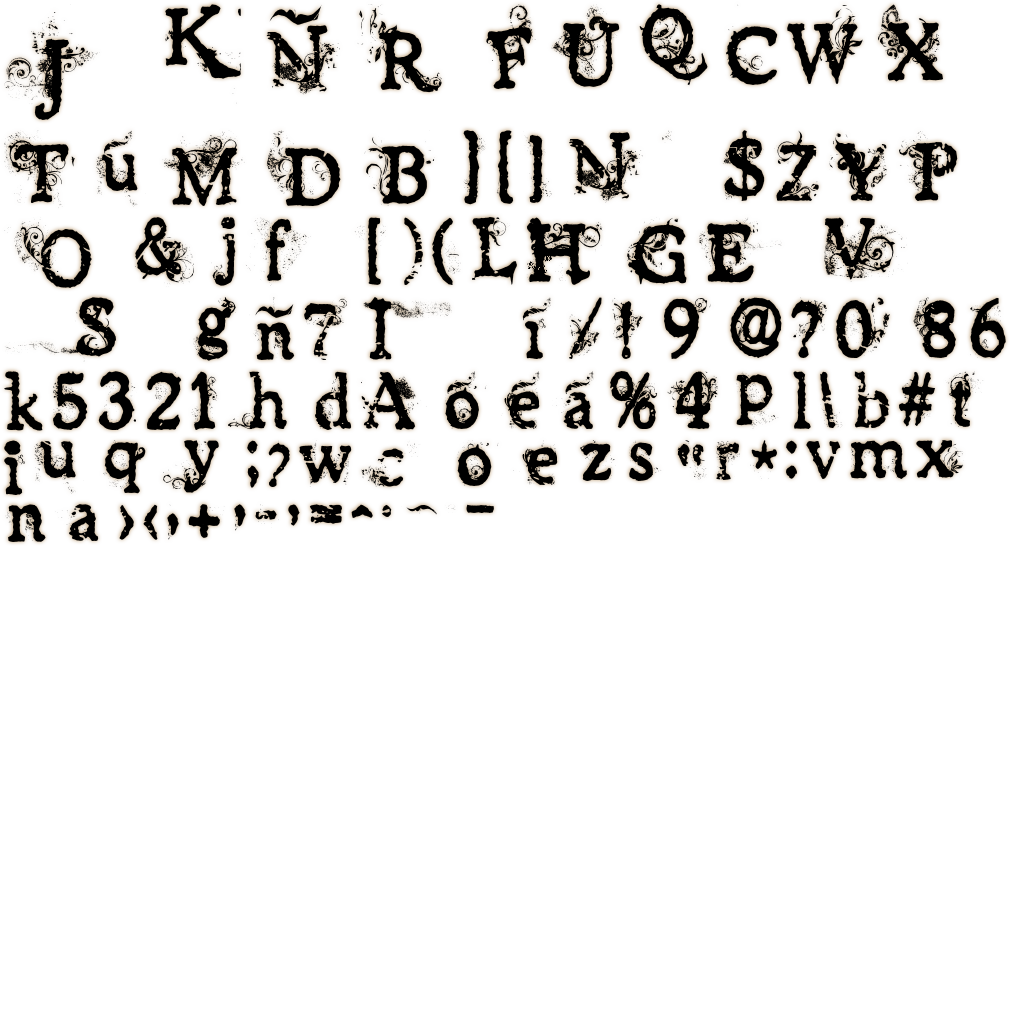 J K Ñ R F U Q C W X
T ú M D B ] [ ] N $ Z Y P
O & j f [ ) ( L H G E V
S g ñ 7 I í / ! 9 @ ? 0 8 6
k 5 3 2 1 h d A ó é á % 4 p l \ b # t
i u q y ; ? w c o e z s " r * : v m x
n a > < , + ' - ' = ^ -